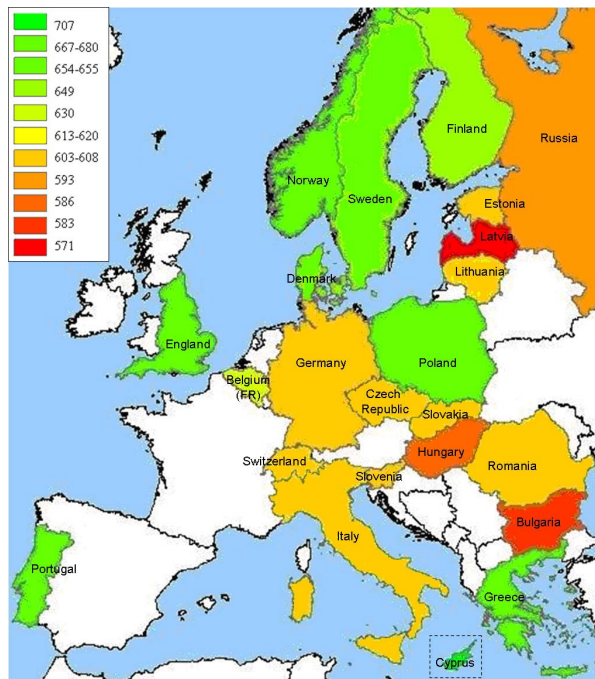 707
667-680
654-655
649
630
613-620
603-608
593
586
583
571
Finland
Russia
Norway
Sweden
Estonia
Latvia
Lithuania
Denmark
England
Germany
Poland
Belgium
(FR)
Czech
Republic
Slovakia
Switzerland
Hungary
Romania
Slovenia
Italy
Bulgaria
Portugal
Greece
Cyprus